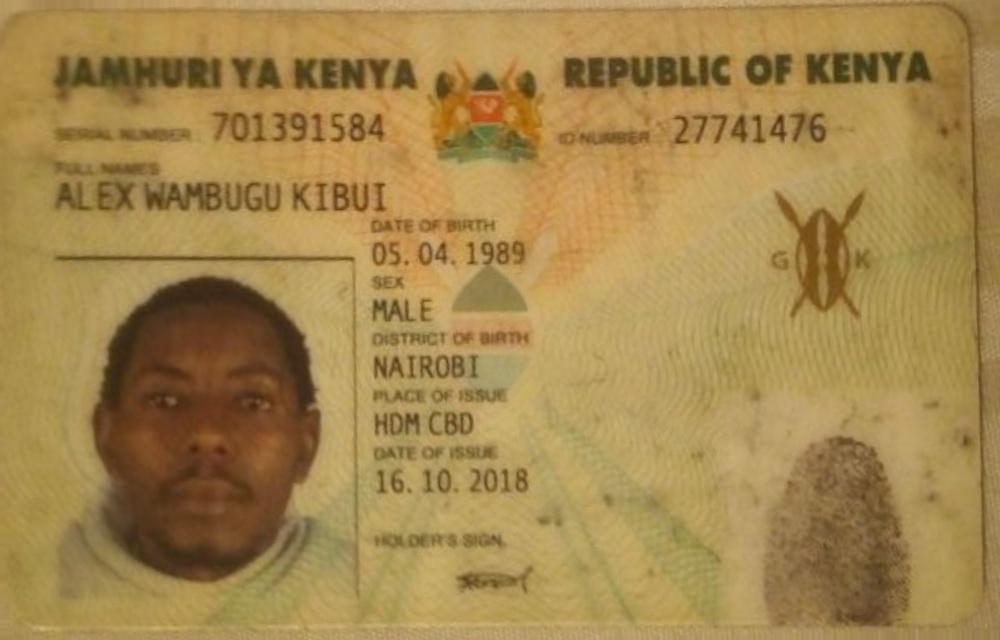 JAMHURI YA KENYA REPUBLIC OF KENYA
SERIAL NUMBER: 701391584 ID NUMBER: 27741476
FULL NAMES
ALEX WAMBUGU KIBUI
DATE OF BIRTH
05. 04. 1989
SEX
MALE
G K
DISTRICT OF BIRTH
NAIROBI
PLACE OF ISSUE
HDM CBD
DATE OF ISSUE
16. 10. 2018
HOLDER'S SIGN.